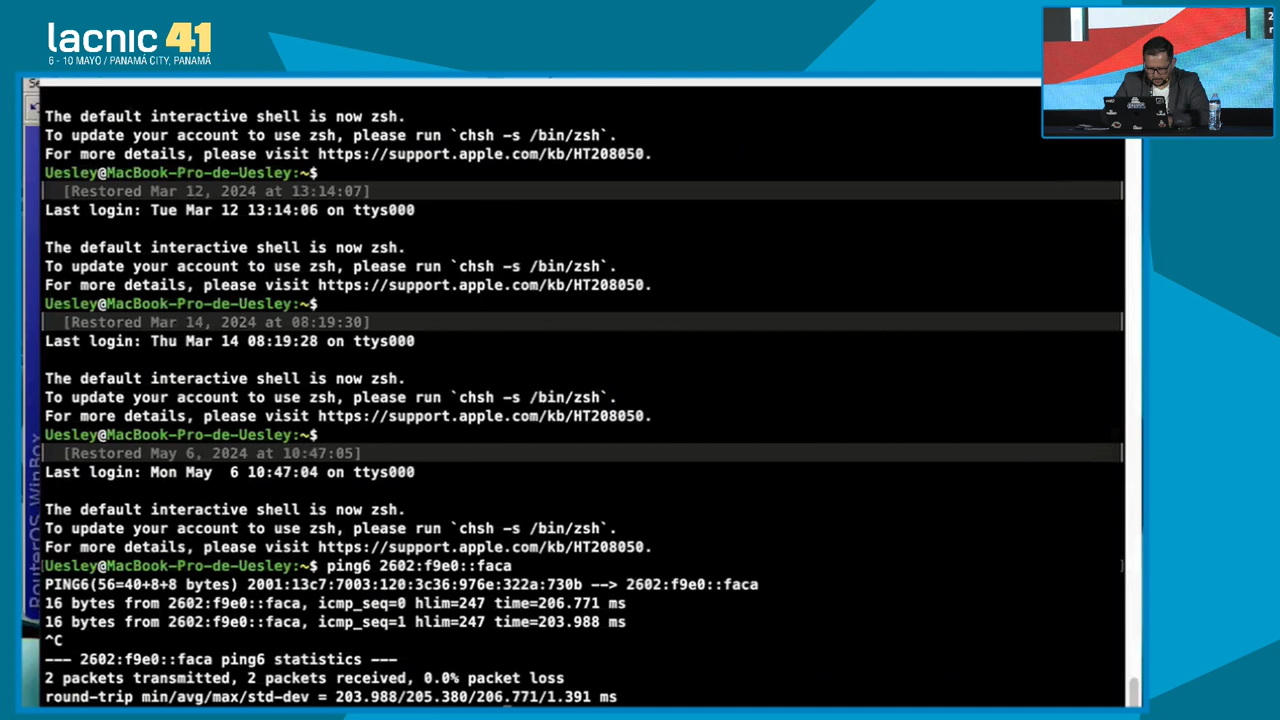 lacnic 41
6 - 10 MAYO / PANAMÁ CITY, PANAMÁ
Se
The default interactive shell is now zsh.
To update your account to use zsh, please run `chsh -s /bin/zsh`.
For more details, please visit https://support.apple.com/kb/HT208050.
Uesley@MacBook-Pro-de-Uesley:~$
[Restored Mar 12, 2024 at 13:14:07]
Last login: Tue Mar 12 13:14:06 on ttys000
The default interactive shell is now zsh.
To update your account to use zsh, please run `chsh -s /bin/zsh`.
For more details, please visit https://support.apple.com/kb/HT208050.
Uesley@MacBook-Pro-de-Uesley:~$
[Restored Mar 14, 2024 at 08:19:30]
Last login: Thu Mar 14 08:19:28 on ttys000
The default interactive shell is now zsh.
To update your account to use zsh, please run `chsh -s /bin/zsh`.
For more details, please visit https://support.apple.com/kb/HT208050.
Uesley@MacBook-Pro-de-Uesley:~$
[Restored May 6, 2024 at 10:47:05]
Last login: Mon May  6 10:47:04 on ttys000
The default interactive shell is now zsh.
To update your account to use zsh, please run `chsh -s /bin/zsh`.
For more details, please visit https://support.apple.com/kb/HT208050.
Uesley@MacBook-Pro-de-Uesley:~$ ping6 2602:f9e0::faca
PING6(56=40+8+8 bytes) 2001:13c7:7003:120:3c36:976e:322a:730b --> 2602:f9e0::faca
16 bytes from 2602:f9e0::faca, icmp_seq=0 hlim=247 time=206.771 ms
16 bytes from 2602:f9e0::faca, icmp_seq=1 hlim=247 time=203.988 ms
^C
--- 2602:f9e0::faca ping6 statistics ---
2 packets transmitted, 2 packets received, 0.0% packet loss
round-trip min/avg/max/std-dev = 203.988/205.380/206.771/1.391 ms
RouterOS WinBox